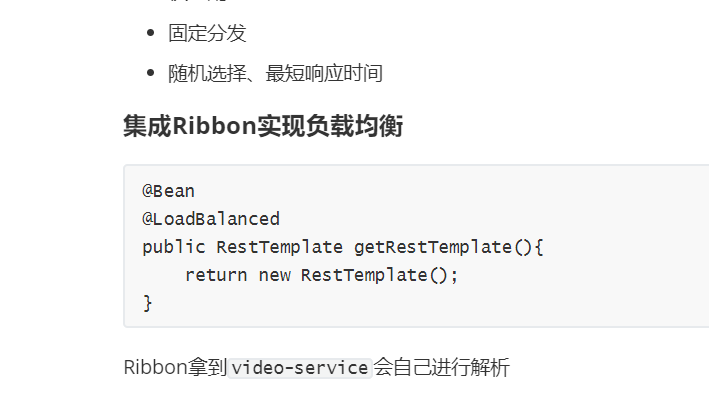 固定分发
随机选择、最短响应时间
集成Ribbon实现负载均衡
@Bean
@LoadBalanced
public RestTemplate getRestTemplate(){
    return new RestTemplate();
}
Ribbon拿到video-service会自己进行解析